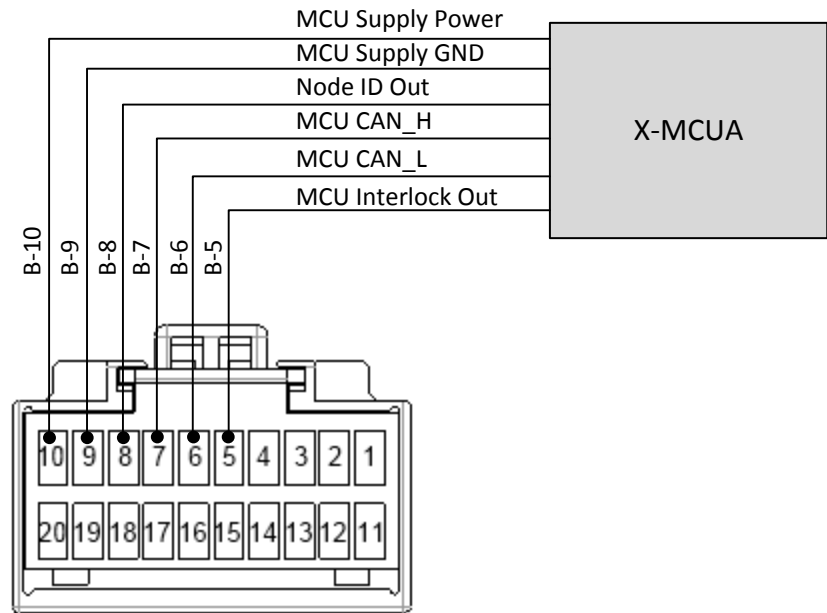 MCU Supply Power
MCU Supply GND
Node ID Out
MCU CAN_H
MCU CAN_L
MCU Interlock Out
X-MCUA
B-10
B-9
B-8
B-7
B-6
B-5
10 9 8 7 6 5 4 3 2 1
20 19 18 17 16 15 14 13 12 11